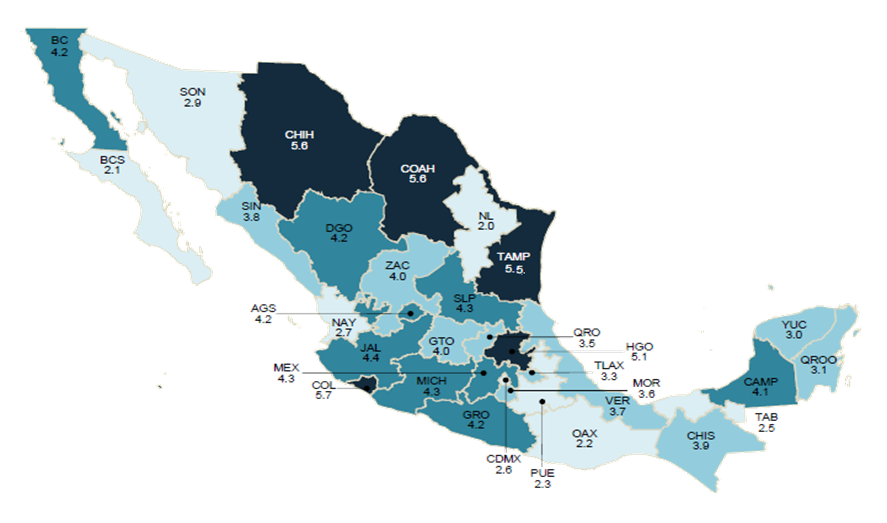 BC
4.2
SON
2.9
CHIH
5.6
COAH
5.6
BCS
2.1
SIN
3.8
NL
2.0
DGO
4.2
TAMP
5.5.
ZAC
4.0
SLP
4.3
AGS
4.2
NAY
2.7
QRO
3.5
YUC
3.0
GTO
4.0
HGO
5.1
JAL
4.4
QROO
3.1
TLAX
3.3
MEX
4.3
COL
5.7
MICH
4.3
MOR
3.6
CAMP
4.1
VER
3.7
GRO
4.2
TAB
2.5
OAX
2.2
CHIS
3.9
CDMX
2.6
PUE
2.3